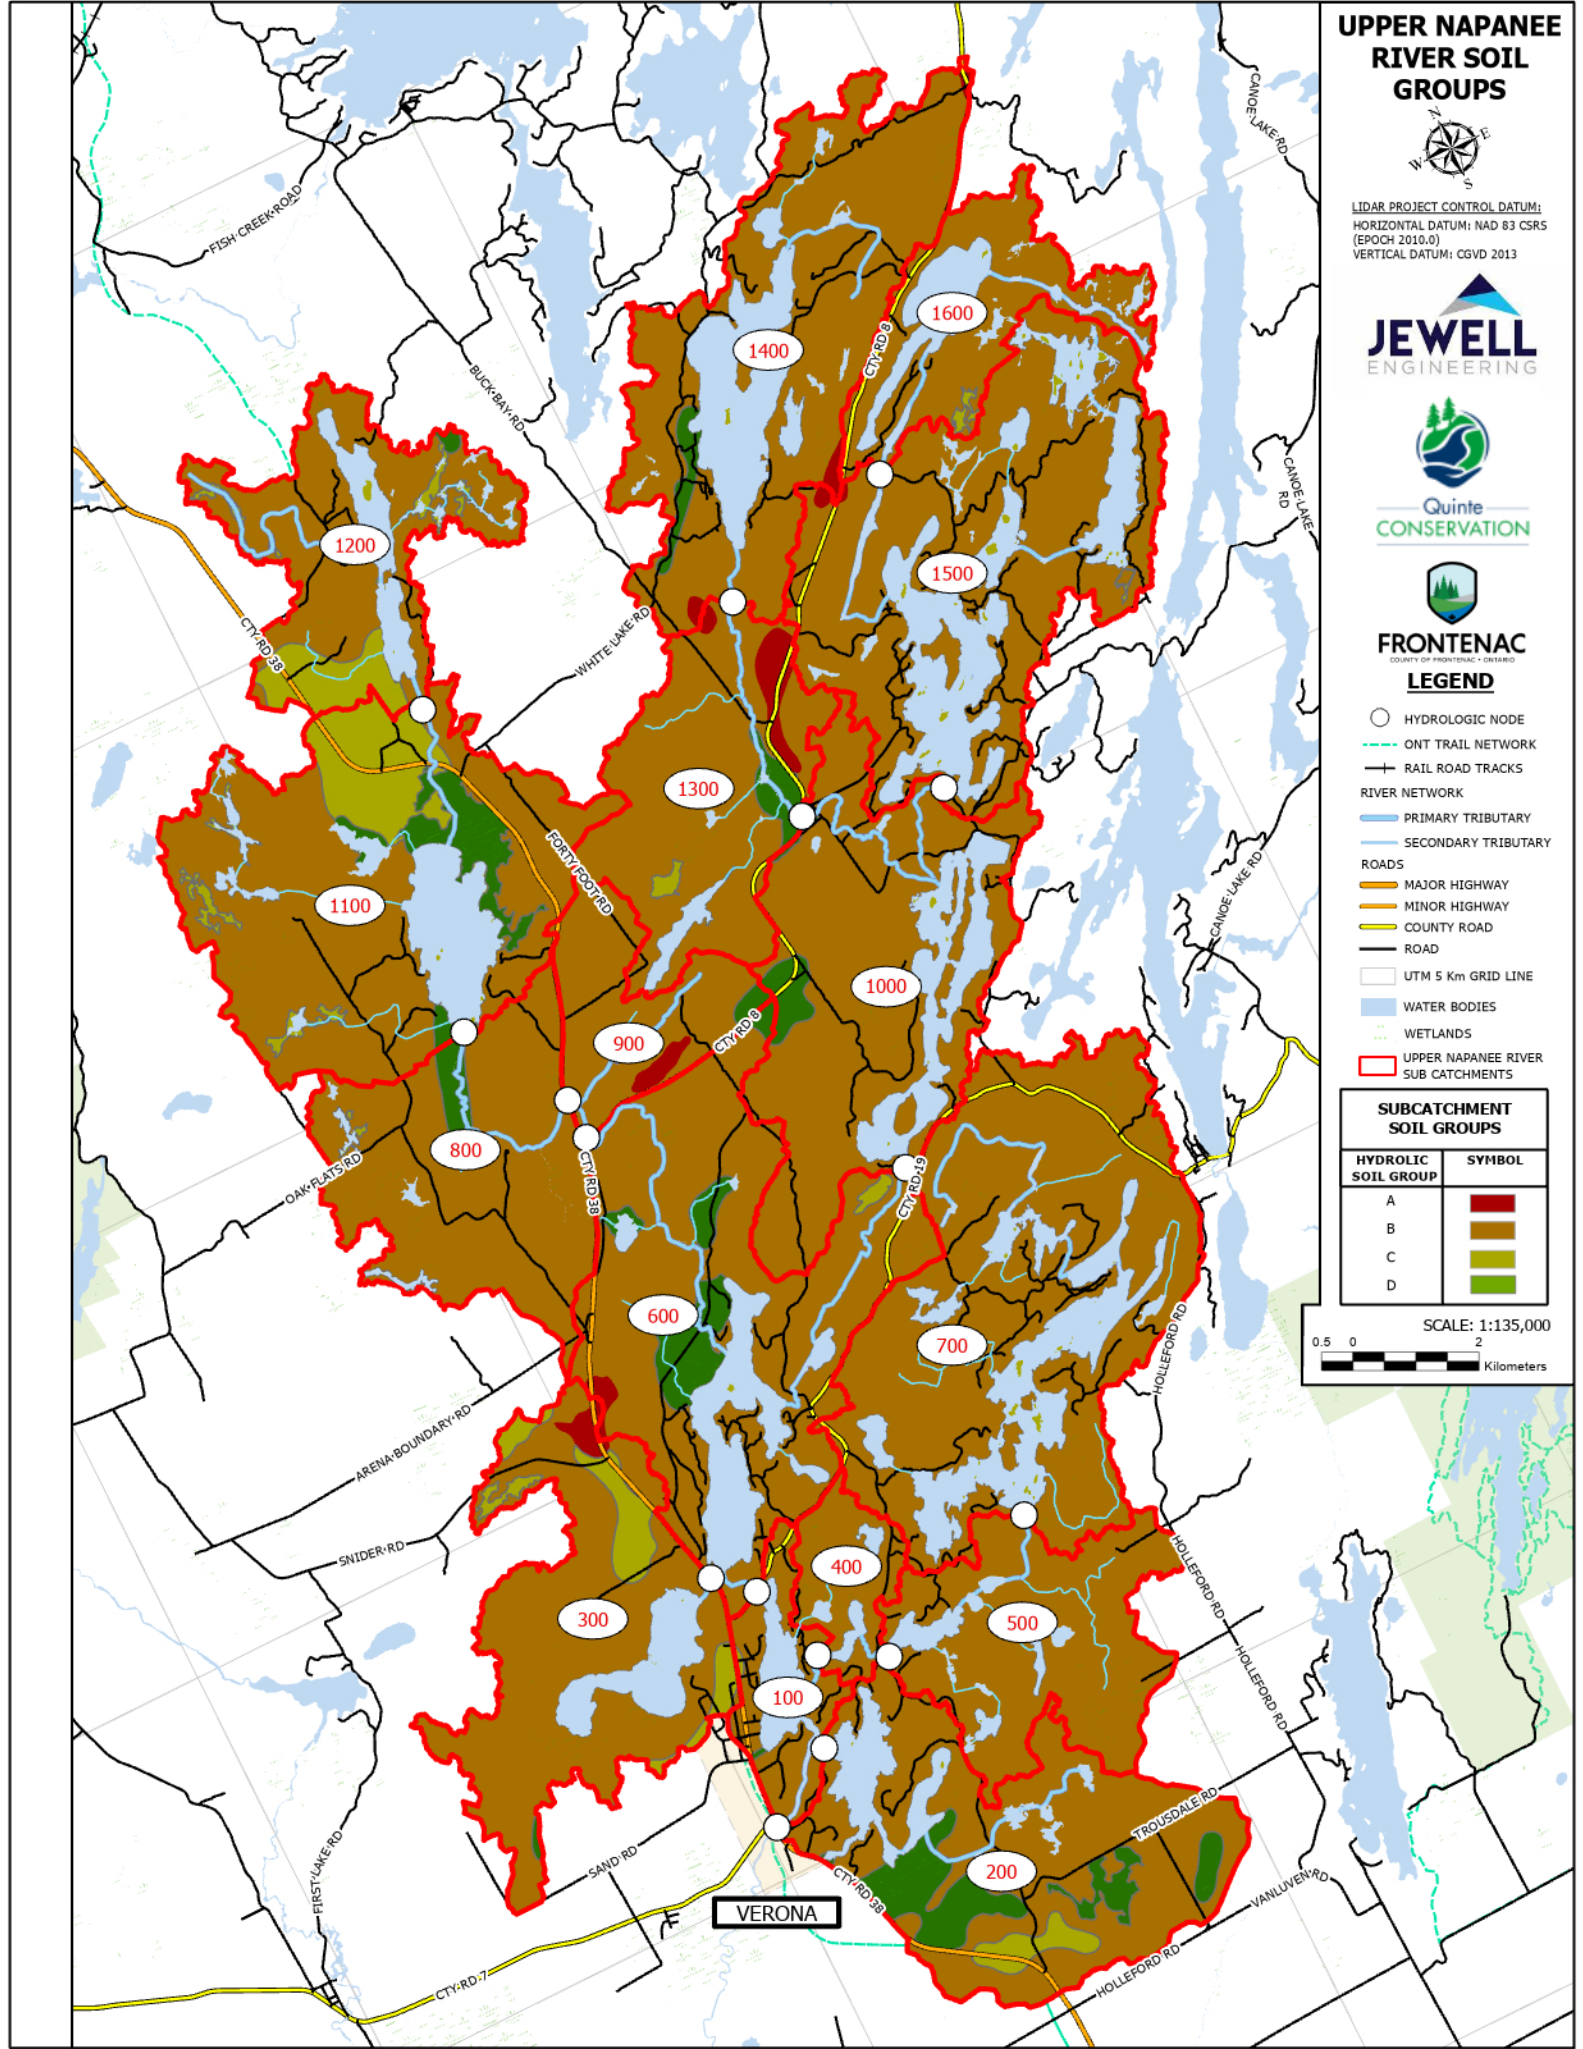 UPPER NAPANEE
RIVER SOIL
GROUPS
N
E
W
S
LIDAR PROJECT CONTROL DATUM:
HORIZONTAL DATUM: NAD 83 CSRS
(EPOCH 2010.0)
VERTICAL DATUM: CGVD 2013
JEWELL
ENGINEERING
Quinte
CONSERVATION
FRONTENAC
COUNTY OF FRONTENAC • ONTARIO
LEGEND
HYDROLOGIC NODE
ONT TRAIL NETWORK
RAIL ROAD TRACKS
RIVER NETWORK
PRIMARY TRIBUTARY
SECONDARY TRIBUTARY
ROADS
MAJOR HIGHWAY
MINOR HIGHWAY
COUNTY ROAD
ROAD
UTM 5 Km GRID LINE
WATER BODIES
WETLANDS
UPPER NAPANEE RIVER
SUB CATCHMENTS
SUBCATCHMENT
SOIL GROUPS
HYDROLIC
SOIL GROUP
SYMBOL
A
B
C
D
SCALE: 1:135,000
0.5 0 2
Kilometers
CANOE LAKE RD
FISH CREEK ROAD
1600
1400
CTY RD 8
BUCK BAY RD
CANOE LAKE
RD
1200
1500
CTY RD 38
WHITE LAKE RD
1300
FORTY FOOT RD
1100
CANOE LAKE RD
1000
900
CTY RD 8
800
OAK FLATS RD
CTY RD 38
CTY RD 19
600
700
HOLLEFORD RD
ARENA BOUNDARY RD
SNIDER RD
400
HOLLEFORD RD
300
500
HOLLEFORD RD
100
TROUSDALE RD
SAND RD
FIRST LAKE RD
CTY RD 38
200
VANLUVEN RD
VERONA
HOLLEFORD RD
CTY RD 7